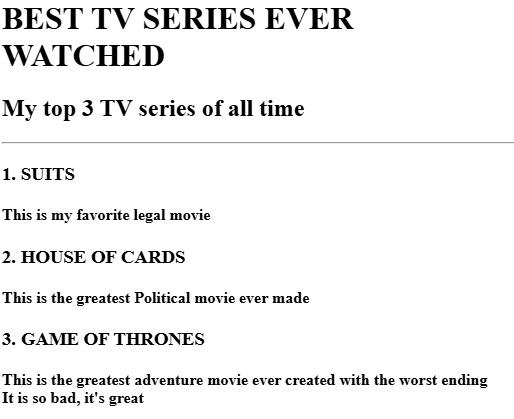 BEST TV SERIES EVER
WATCHED
My top 3 TV series of all time
1. SUITS
This is my favorite legal movie
2. HOUSE OF CARDS
This is the greatest Political movie ever made
3. GAME OF THRONES
This is the greatest adventure movie ever created with the worst ending
It is so bad, it's great